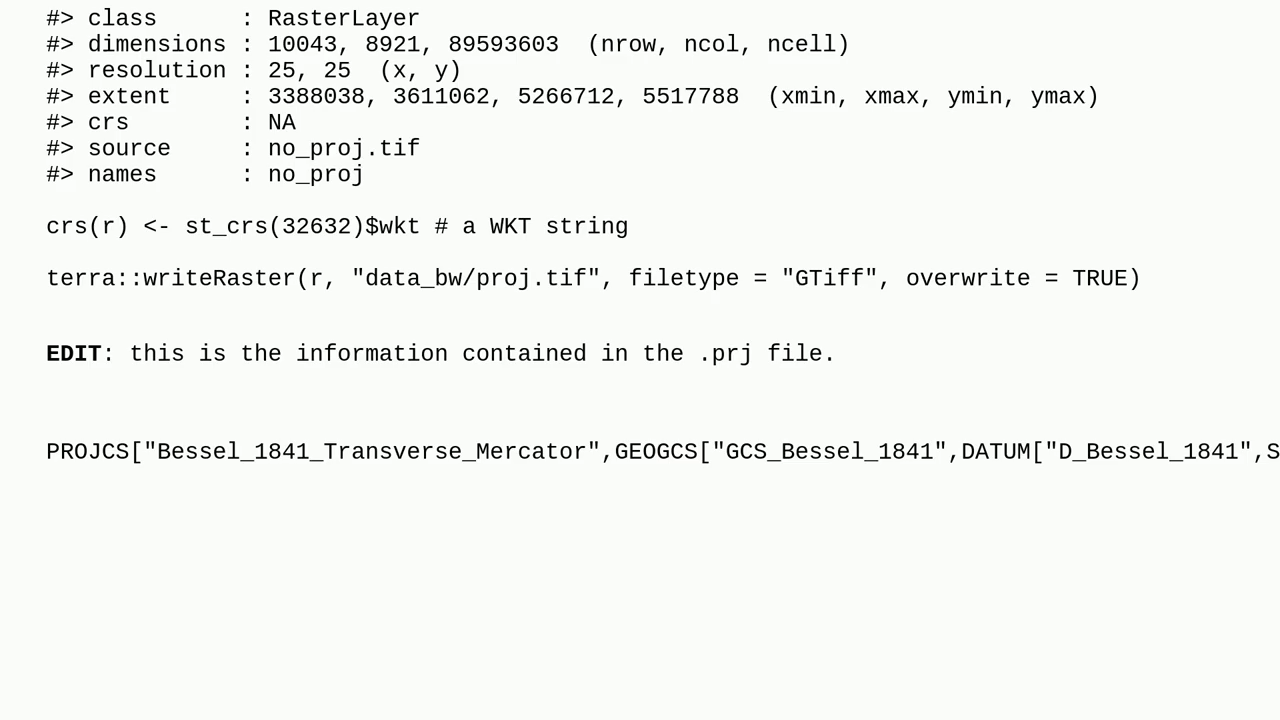 #> class      : RasterLayer
#> dimensions : 10043, 8921, 89593603  (nrow, ncol, ncell)
#> resolution : 25, 25  (x, y)
#> extent     : 3388038, 3611062, 5266712, 5517788  (xmin, xmax, ymin, ymax)
#> crs        : NA
#> source     : no_proj.tif
#> names      : no_proj
crs(r) <- st_crs(32632)$wkt # a WKT string
terra::writeRaster(r, "data_bw/proj.tif", filetype = "GTiff", overwrite = TRUE)
EDIT: this is the information contained in the .prj file.
PROJCS["Bessel_1841_Transverse_Mercator",GEOGCS["GCS_Bessel_1841",DATUM["D_Bessel_1841",S